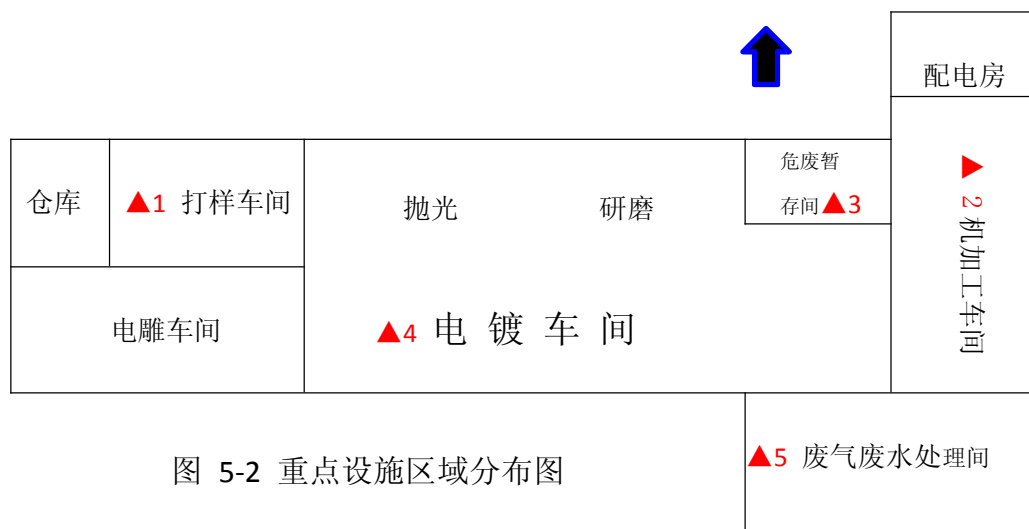 配电房
仓库
▲1 打样车间
抛光
研磨
危废暂
存间▲3
▲2机加工车间
电雕车间
▲4 电 镀 车 间
图 5-2 重点设施区域分布图
▲5 废气废水处理间